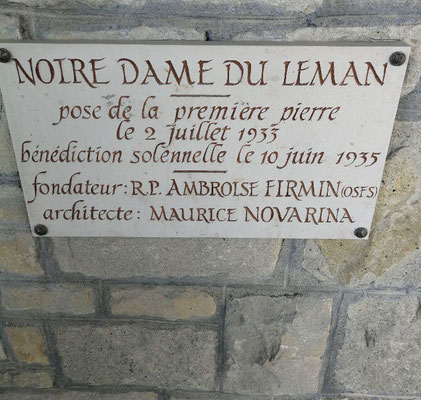 NOTRE DAME DU LEMAN
pose de la première pierre
le 2 juillet 1933
bénédiction solennelle le 10 juin 1935
fondateur: R.P. AMBROISE FIRMIN (OSFS)
architecte: MAURICE NOVARINA